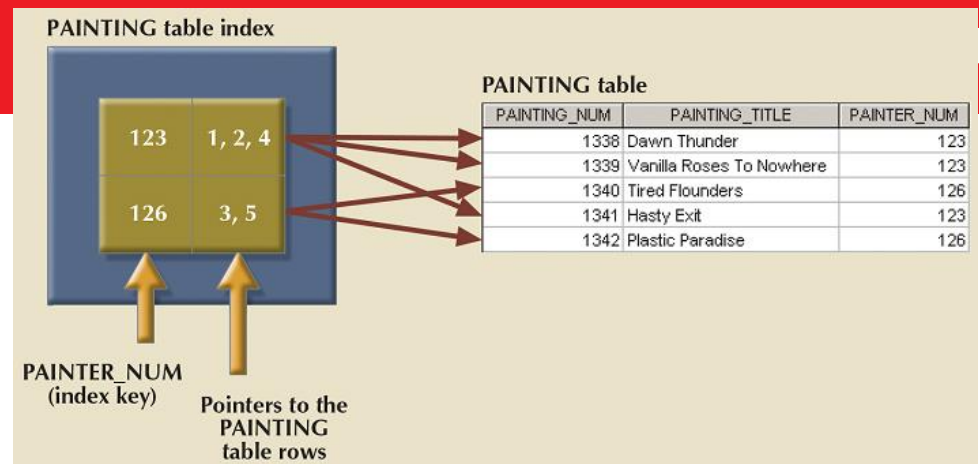 PAINTING table index
123 1, 2, 4
126 3, 5
PAINTER_NUM
(index key)
Pointers to the
PAINTING
table rows
PAINTING table
PAINTING_NUM PAINTING_TITLE PAINTER_NUM
1338 Dawn Thunder 123
1339 Vanilla Roses To Nowhere 123
1340 Tired Flounders 126
1341 Hasty Exit 123
1342 Plastic Paradise 126